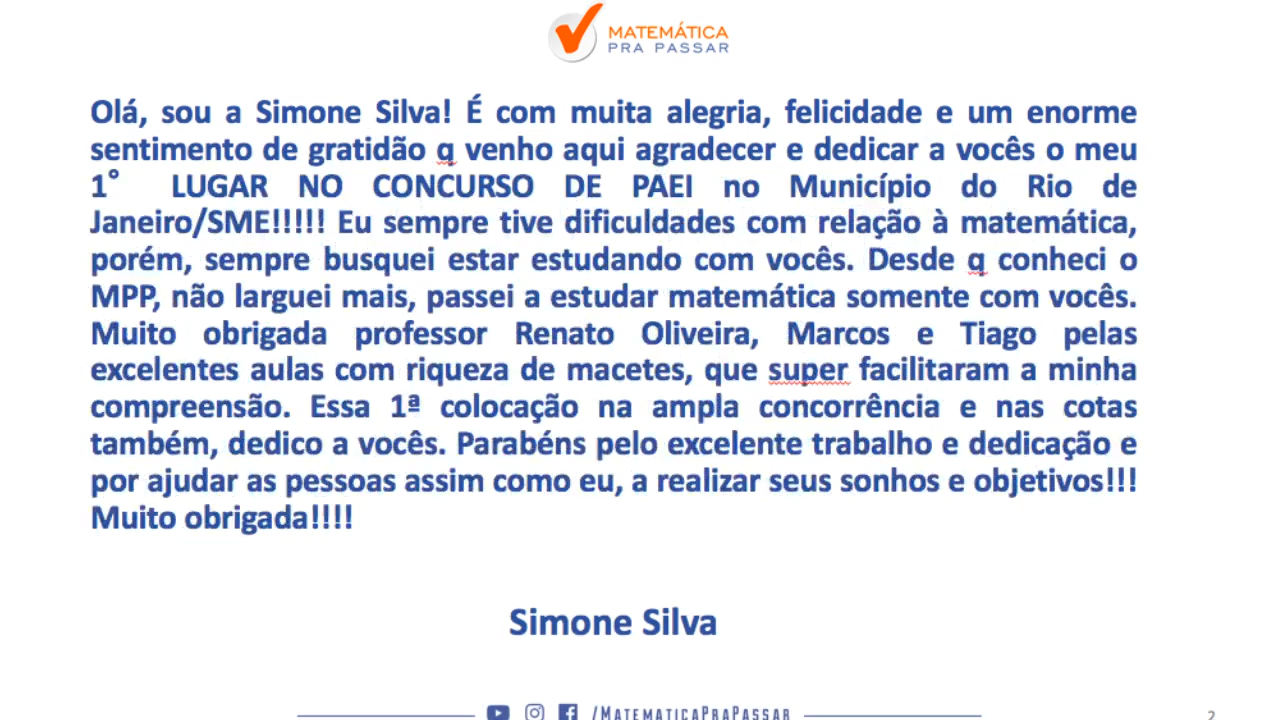 MATEMÁTICA
PRA PASSAR
Olá, sou a Simone Silva! É com muita alegria, felicidade e um enorme
sentimento de gratidão q venho aqui agradecer e dedicar a vocês o meu
1° LUGAR NO CONCURSO DE PAEI no Município do Rio de
Janeiro/SME!!!!! Eu sempre tive dificuldades com relação à matemática,
porém, sempre busquei estar estudando com vocês. Desde q conheci o
MPP, não larguei mais, passei a estudar matemática somente com vocês.
Muito obrigada professor Renato Oliveira, Marcos e Tiago pelas
excelentes aulas com riqueza de macetes, que super facilitaram a minha
compreensão. Essa 1ª colocação na ampla concorrência e nas cotas
também, dedico a vocês. Parabéns pelo excelente trabalho e dedicação e
por ajudar as pessoas assim como eu, a realizar seus sonhos e objetivos!!!
Muito obrigada!!!!
Simone Silva
/MATEMATICAPRAPASSAR
2